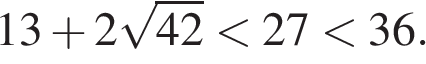 13 + 2√42 < 27 < 36.